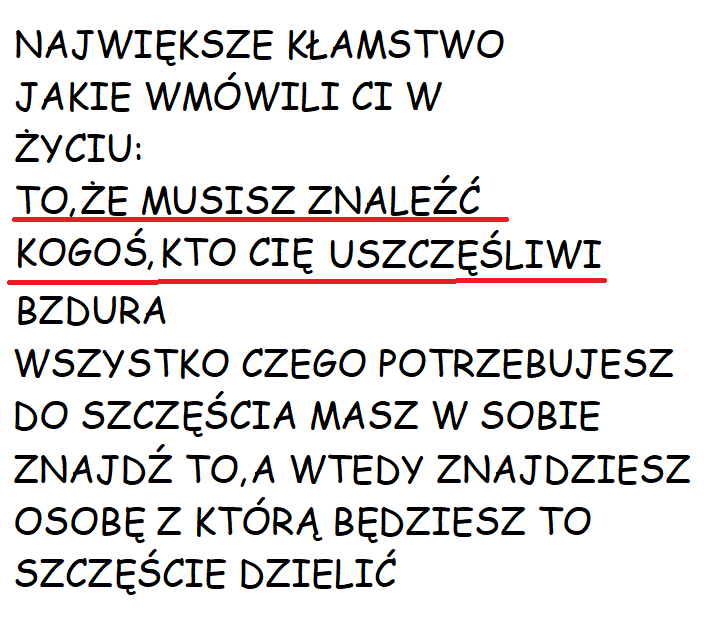 NAJWIĘKSZE KŁAMSTWO
JAKIE WMÓWILI CI W
ŻYCIU:
TO,ŻE MUSISZ ZNALEŹĆ
KOGOŚ,KTO CIĘ USZCZĘŚLIWI
BZDURA
WSZYSTKO CZEGO POTRZEBUJESZ
DO SZCZĘŚCIA MASZ W SOBIE
ZNAJDŹ TO,A WTEDY ZNAJDZIESZ
OSOBĘ Z KTÓRĄ BĘDZIESZ TO
SZCZĘŚCIE DZIELIĆ